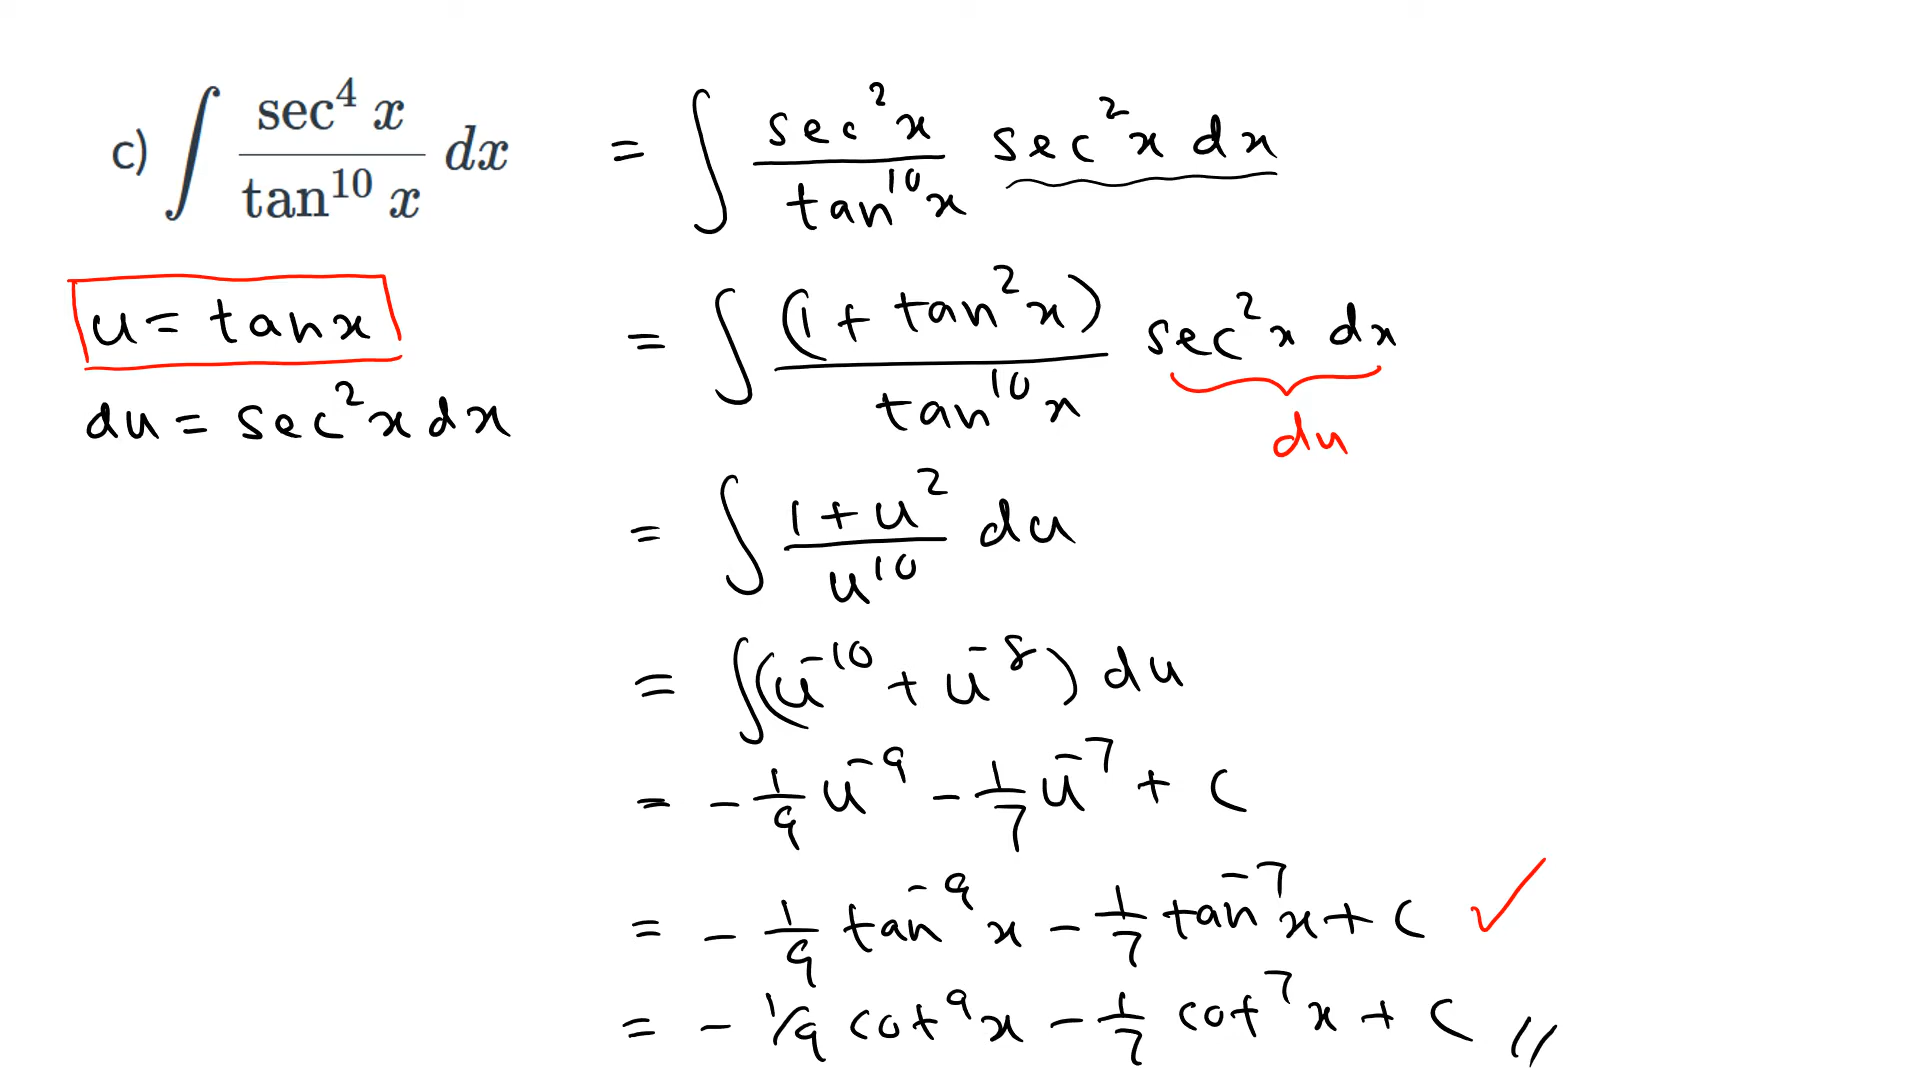 c) ∫ sec⁴ x / tan¹⁰ x dx = ∫ sec²x / tan¹⁰x sec²x dx
u = tanx
= ∫ (1 + tan²x) / tan¹⁰x sec²x dx
du = sec²x dx
du
= ∫ 1+u² / u¹⁰ du
= ∫(u⁻¹⁰ + u⁻⁸) du
= - 1/9 u⁻⁹ - 1/7 u⁻⁷ + C
= - 1/9 tan⁻⁹x - 1/7 tan⁻⁷x + C ✓
= - 1/9 cot⁹x - 1/7 cot⁷x + C //